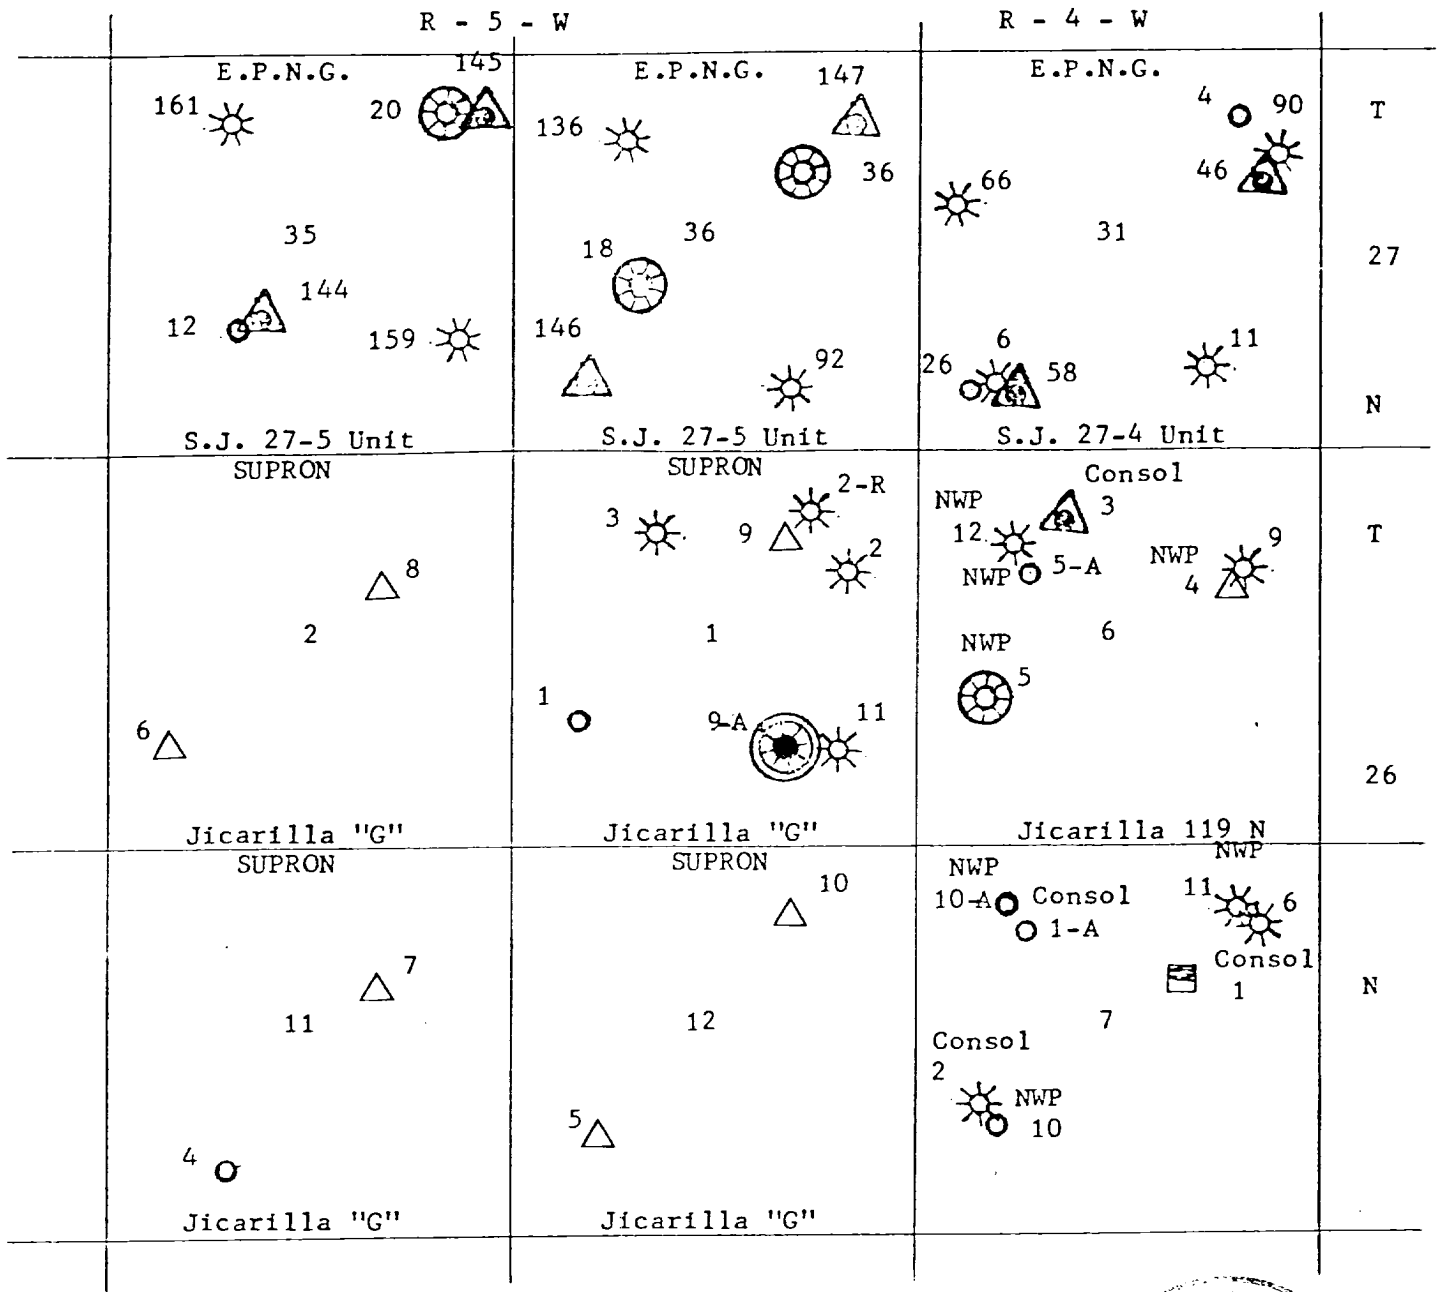 R - 5 - W
R - 4 - W
E.P.N.G.
145
161
20
35
144
12
159
S.J. 27-5 Unit
E.P.N.G.
147
136
36
36
18
146
92
S.J. 27-5 Unit
E.P.N.G.
4
90
46
66
31
6
26
58
11
S.J. 27-4 Unit
T
27
N
SUPRON
8
2
6
Jicarilla "G"
SUPRON
2-R
3
9
2
1
1
9-A
11
Jicarilla "G"
Consol
NWP
3
12
NWP
5-A
NWP
9
4
6
NWP
5
Jicarilla 119 N
T
26
N
SUPRON
7
11
4
Jicarilla "G"
SUPRON
10
12
5
Jicarilla "G"
NWP
NWP
10-A
Consol
1-A
11
6
Consol
1
7
Consol
2
NWP
10